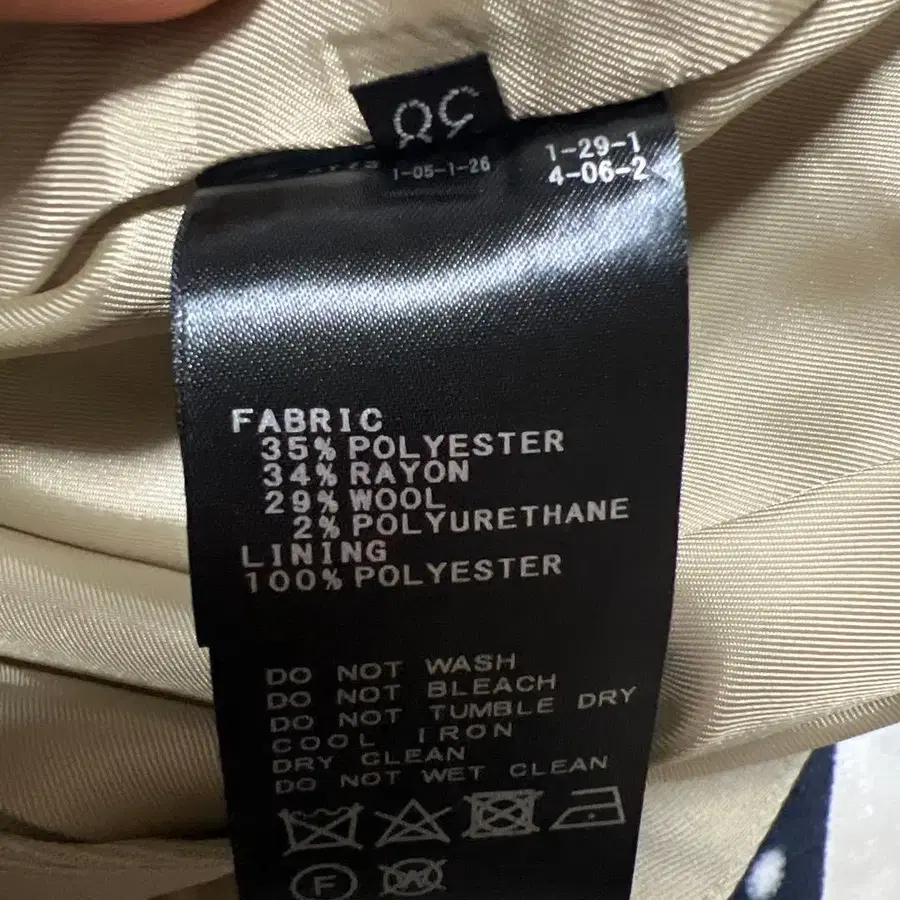 1-05-1-26
1-29-1
4-06-2
FABRIC
35% POLYESTER
34% RAYON
29% WOOL
2% POLYURETHANE
LINING
100% POLYESTER
DO NOT WASH
DO NOT BLEACH
DO NOT TUMBLE DRY
COOL IRON
DRY CLEAN
DO NOT WET CLEAN
F
W